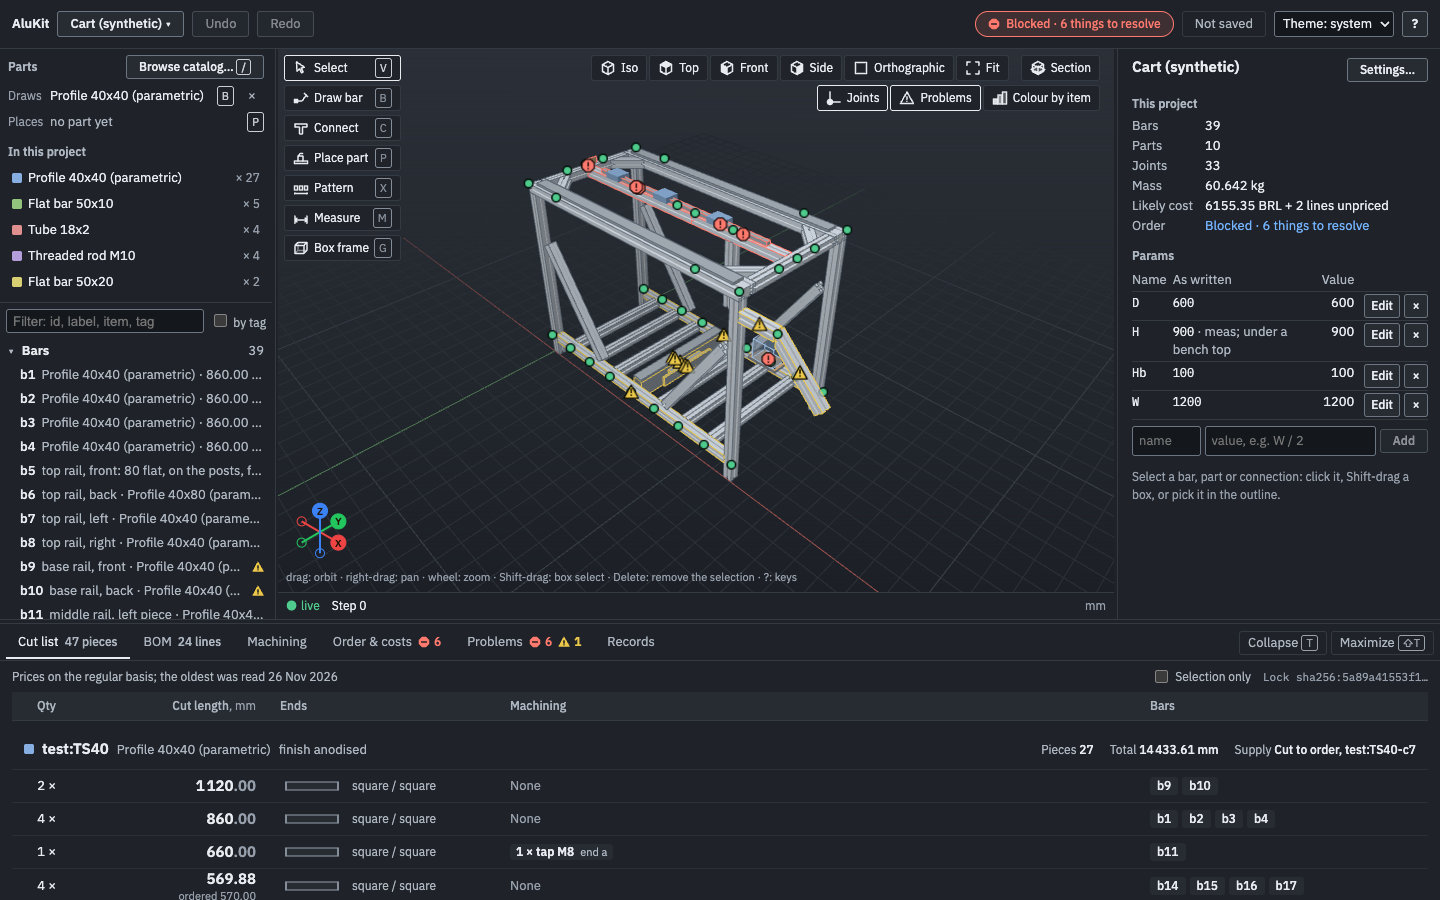 AluKit
Cart (synthetic) ▾
Undo
Redo
Blocked · 6 things to resolve
Not saved
Theme: system
?
Parts
Browse catalog... /
Draws Profile 40x40 (parametric) B ×
Places no part yet P
In this project
Profile 40x40 (parametric) × 27
Flat bar 50x10 × 5
Tube 18x2 × 4
Threaded rod M10 × 4
Flat bar 50x20 × 2
Filter: id, label, item, tag
by tag
Bars 39
b1 Profile 40x40 (parametric) · 860.00 ...
b2 Profile 40x40 (parametric) · 860.00 ...
b3 Profile 40x40 (parametric) · 860.00 ...
b4 Profile 40x40 (parametric) · 860.00 ...
b5 top rail, front: 80 flat, on the posts, f...
b6 top rail, back · Profile 40x80 (param...
b7 top rail, left · Profile 40x40 (parame...
b8 top rail, right · Profile 40x40 (param...
b9 base rail, front · Profile 40x40 (p...
b10 base rail, back · Profile 40x40 (...
b11 middle rail, left piece · Profile 40x4...
Select V
Draw bar B
Connect C
Place part P
Pattern X
Measure M
Box frame G
Iso
Top
Front
Side
Orthographic
Fit
Section
Joints
Problems
Colour by item
Z
Y
X
drag: orbit · right-drag: pan · wheel: zoom · Shift-drag: box select · Delete: remove the selection · ?: keys
live Step 0
mm
Cart (synthetic)
Settings...
This project
Bars 39
Parts 10
Joints 33
Mass 60.642 kg
Likely cost 6155.35 BRL + 2 lines unpriced
Order Blocked · 6 things to resolve
Params
Name As written Value
D 600 600 Edit ×
H 900 · meas; under a bench top 900 Edit ×
Hb 100 100 Edit ×
W 1200 1200 Edit ×
name
value, e.g. W / 2
Add
Select a bar, part or connection: click it, Shift-drag a
box, or pick it in the outline.
Cut list 47 pieces
BOM 24 lines
Machining
Order & costs 6
Problems 6 1
Records
Collapse T
Maximize ⇧T
Prices on the regular basis; the oldest was read 26 Nov 2026
Selection only
Lock sha256:5a89a41553f1…
Qty Cut length, mm Ends Machining Bars
test:TS40 Profile 40x40 (parametric) finish anodised Pieces 27 Total 14 433.61 mm Supply Cut to order, test:TS40-c7
2 × 1 120.00 square / square None b9 b10
4 × 860.00 square / square None b1 b2 b3 b4
1 × 660.00 square / square 1 × tap M8 end a b11
4 × 569.88 square / square None b14 b15 b16 b17
ordered 570.00